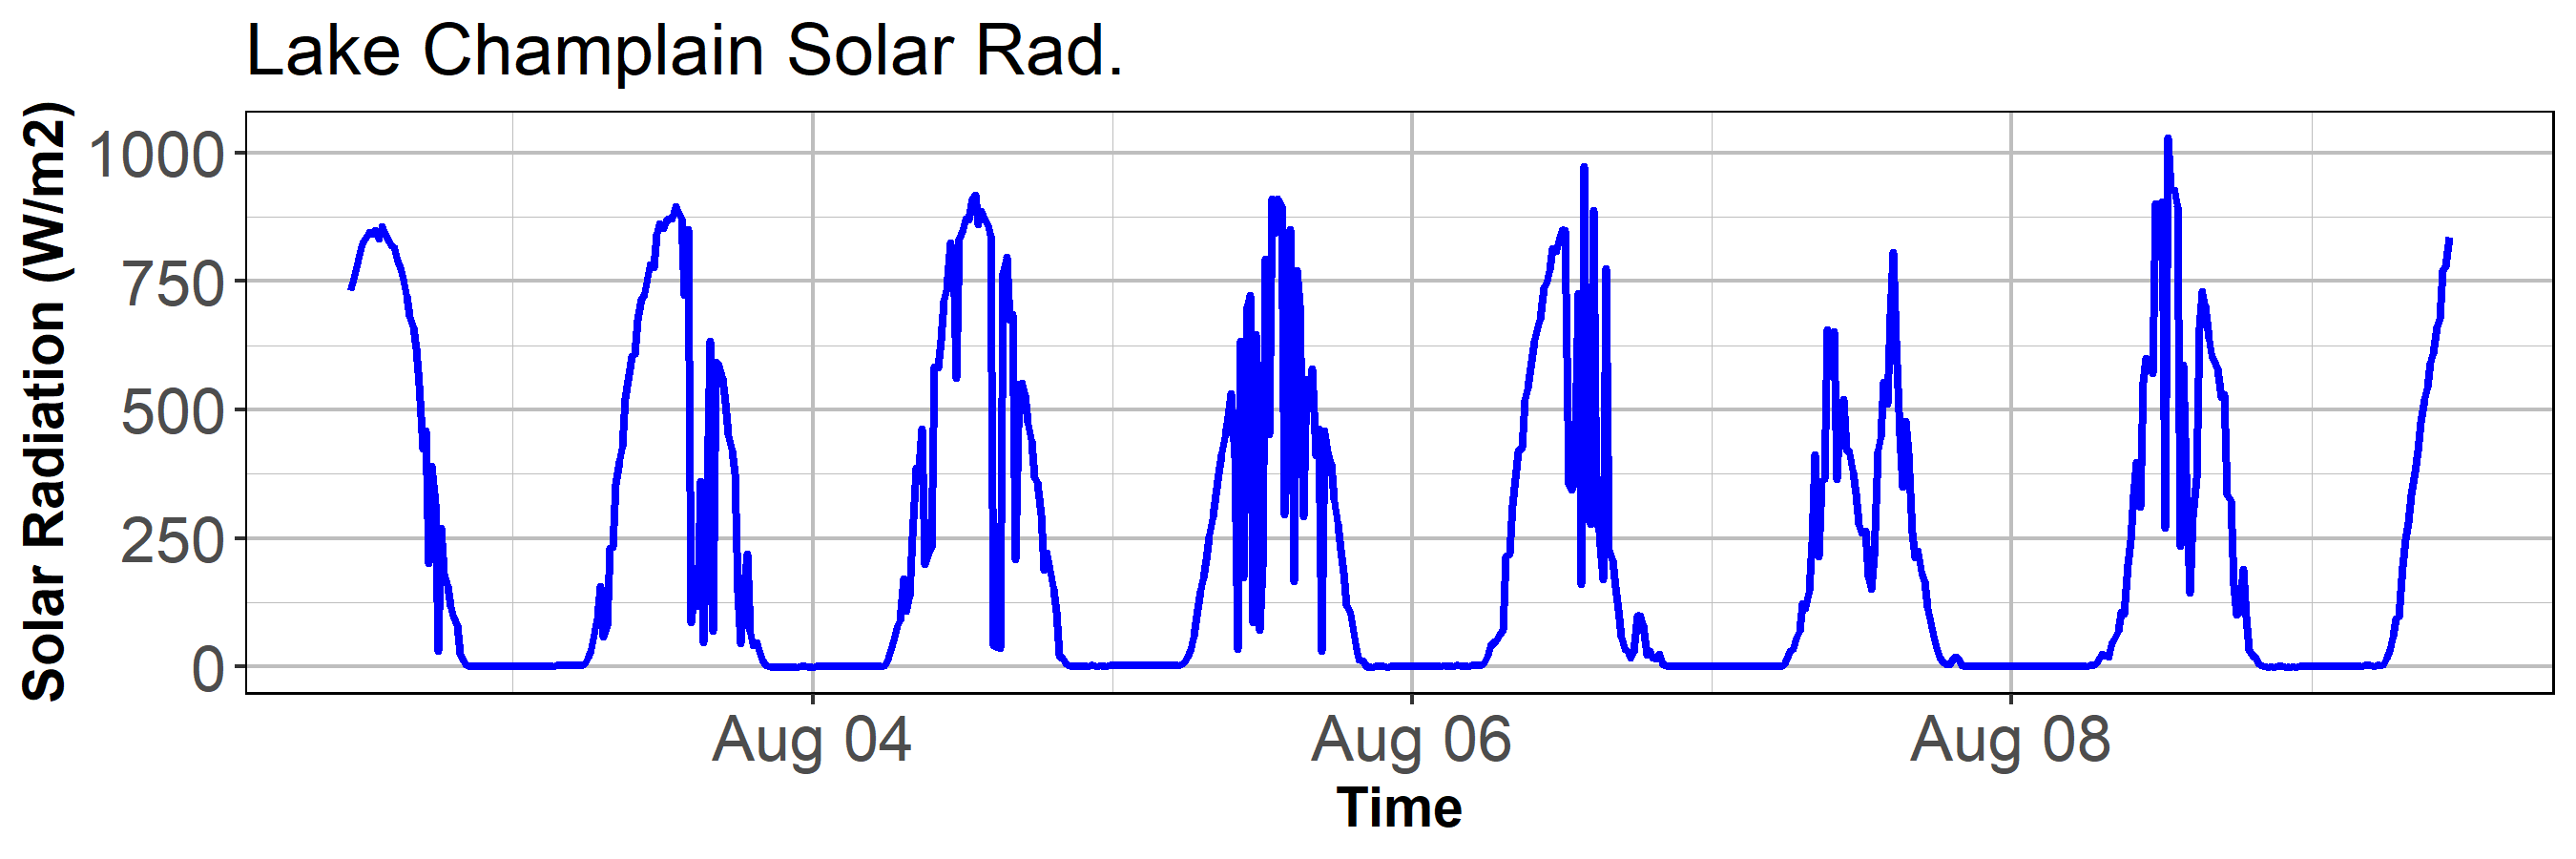 Lake Champlain Solar Rad.
Solar Radiation (W/m2)
1000
750
500
250
0
Aug 04
Aug 06
Aug 08
Time